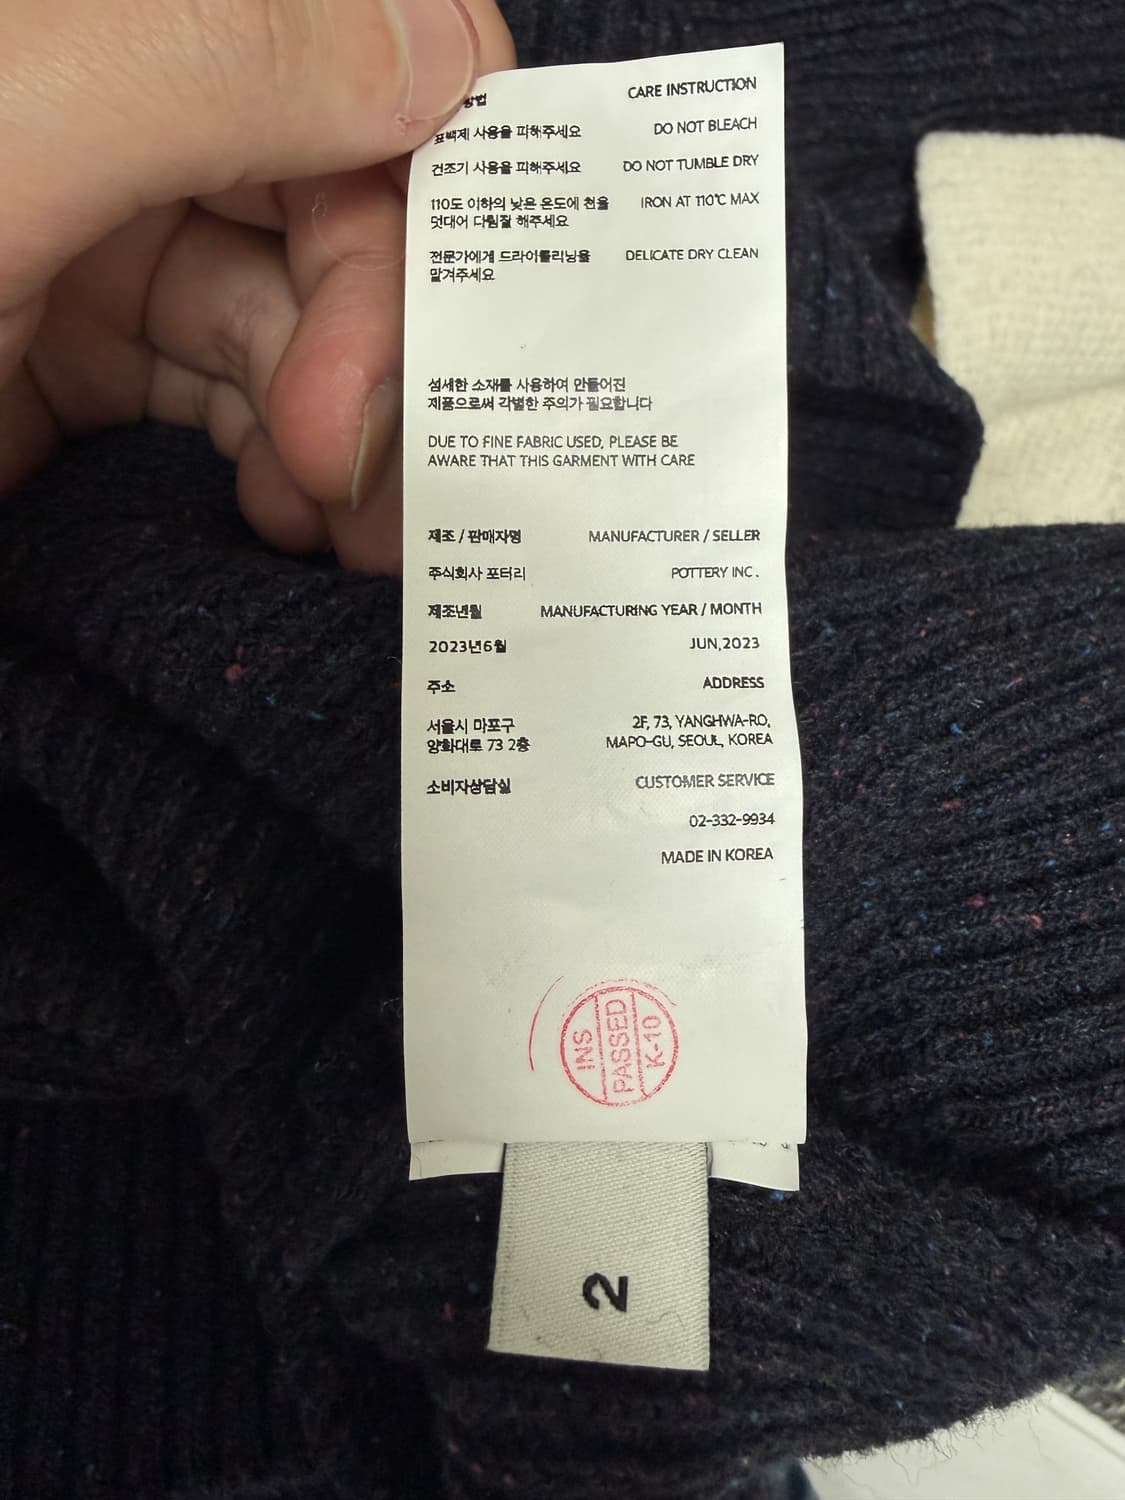 방법 CARE INSTRUCTION
표백제 사용을 피해주세요 DO NOT BLEACH
건조기 사용을 피해주세요 DO NOT TUMBLE DRY
110도 이하의 낮은 온도에 천을 IRON AT 110℃ MAX
덧대어 다림질 해주세요
전문가에게 드라이클리닝을 DELICATE DRY CLEAN
맡겨주세요
섬세한 소재를 사용하여 만들어진
제품으로써 각별한 주의가 필요합니다
DUE TO FINE FABRIC USED, PLEASE BE
AWARE THAT THIS GARMENT WITH CARE
제조 / 판매자명 MANUFACTURER / SELLER
주식회사 포터리 POTTERY INC.
제조년월 MANUFACTURING YEAR / MONTH
2023년6월 JUN,2023
주소 ADDRESS
서울시 마포구 2F, 73, YANGHWA-RO,
양화대로 73 2층 MAPO-GU, SEOUL, KOREA
소비자상담실 CUSTOMER SERVICE
02-332-9934
MADE IN KOREA
INS
PASSED
K-10
2